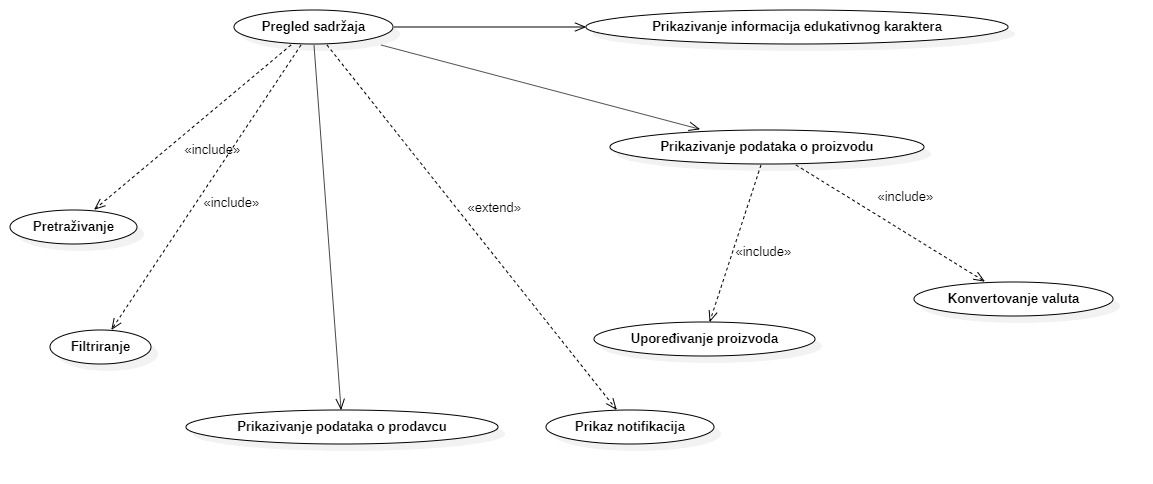 Pregled sadržaja
Prikazivanje informacija edukativnog karaktera
Prikazivanje podataka o proizvodu
«include»
«include»
«include»
«extend»
Pretraživanje
«include»
Konvertovanje valuta
Upoređivanje proizvoda
Filtriranje
Prikazivanje podataka o prodavcu
Prikaz notifikacija